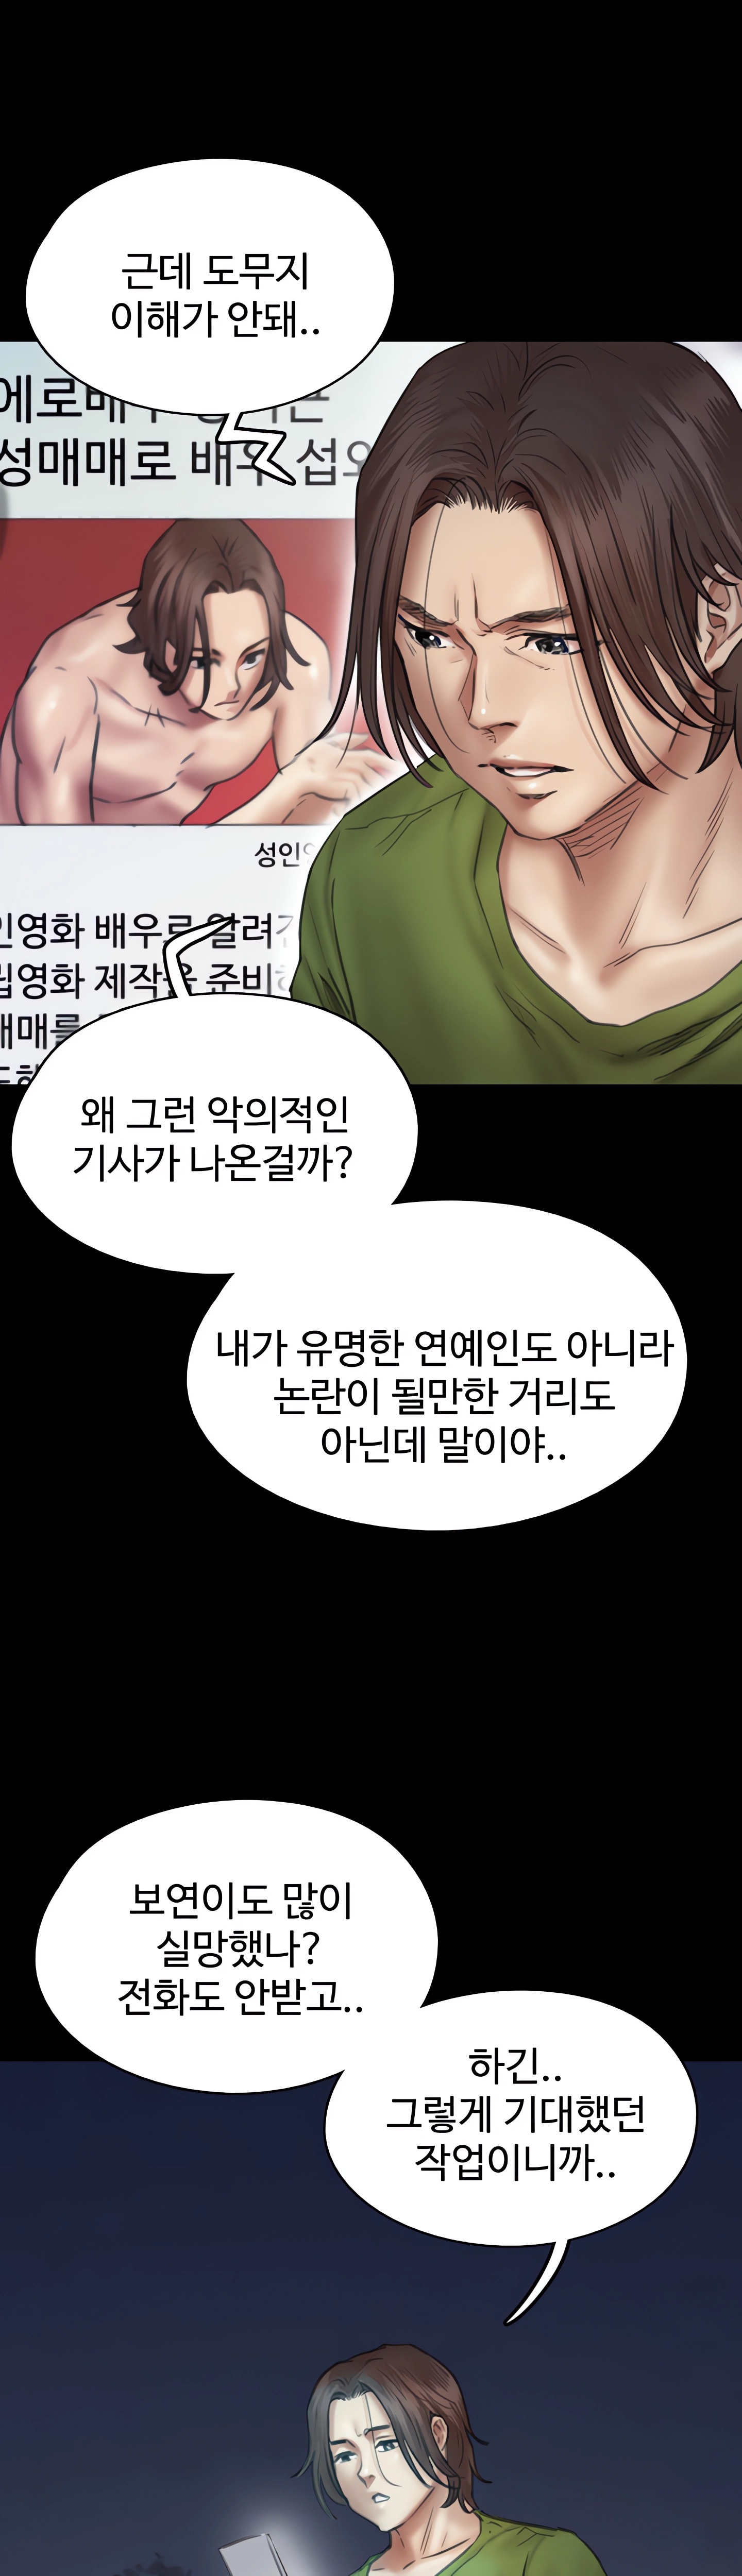 근데 도무지
이해가 안돼..
에로배우
성매매로 배우 섭외
성인영
인영화 배우로 알려진
립영화 제작을 준비하
매매를
왜 그런 악의적인
기사가 나온걸까?
내가 유명한 연예인도 아니라
논란이 될만한 거리도
아닌데 말이야..
보연이도 많이
실망했나?
전화도 안받고..
하긴..
그렇게 기대했던
작업이니까..